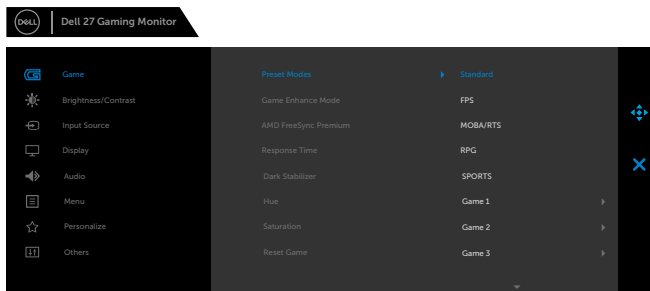 DELL
Dell 27 Gaming Monitor
Game
Preset Modes
Standard
Brightness/Contrast
Game Enhance Mode
FPS
Input Source
AMD FreeSync Premium
MOBA/RTS
Display
Response Time
RPG
Audio
Dark Stabilizer
SPORTS
Menu
Hue
Game 1
Personalize
Saturation
Game 2
Others
Reset Game
Game 3